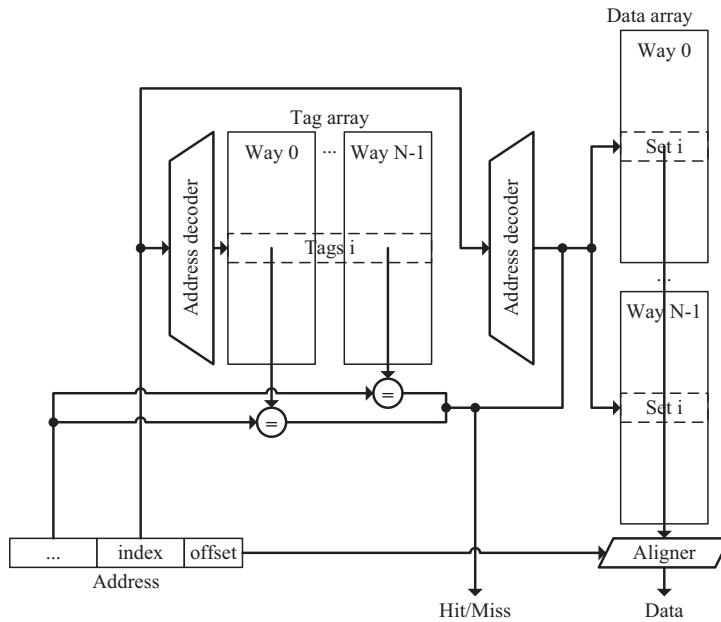 Data array
Way 0
Tag array
Way 0
...
Way N-1
Set i
Address decoder
Tags i
Address decoder
...
Way N-1
=
=
Set i
...
index
offset
Aligner
Address
Hit/Miss
Data